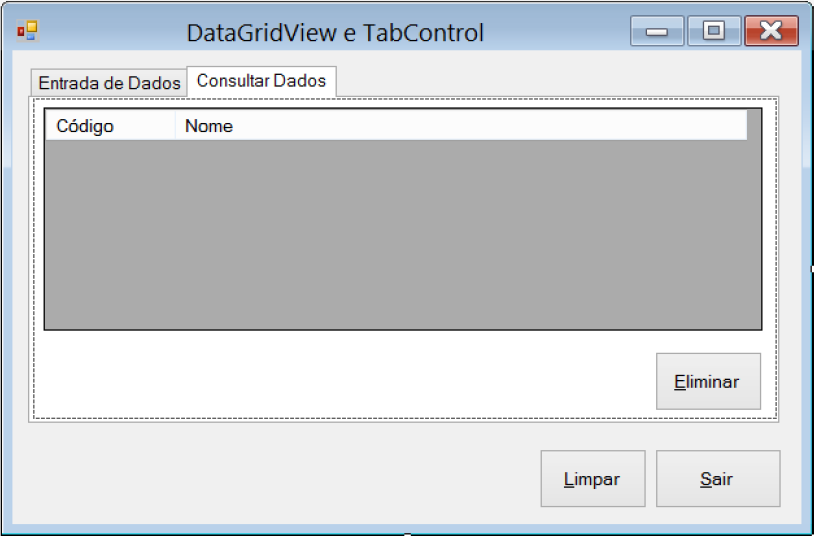 DataGridView e TabControl
Entrada de Dados Consultar Dados
Código Nome
Eliminar
Limpar Sair